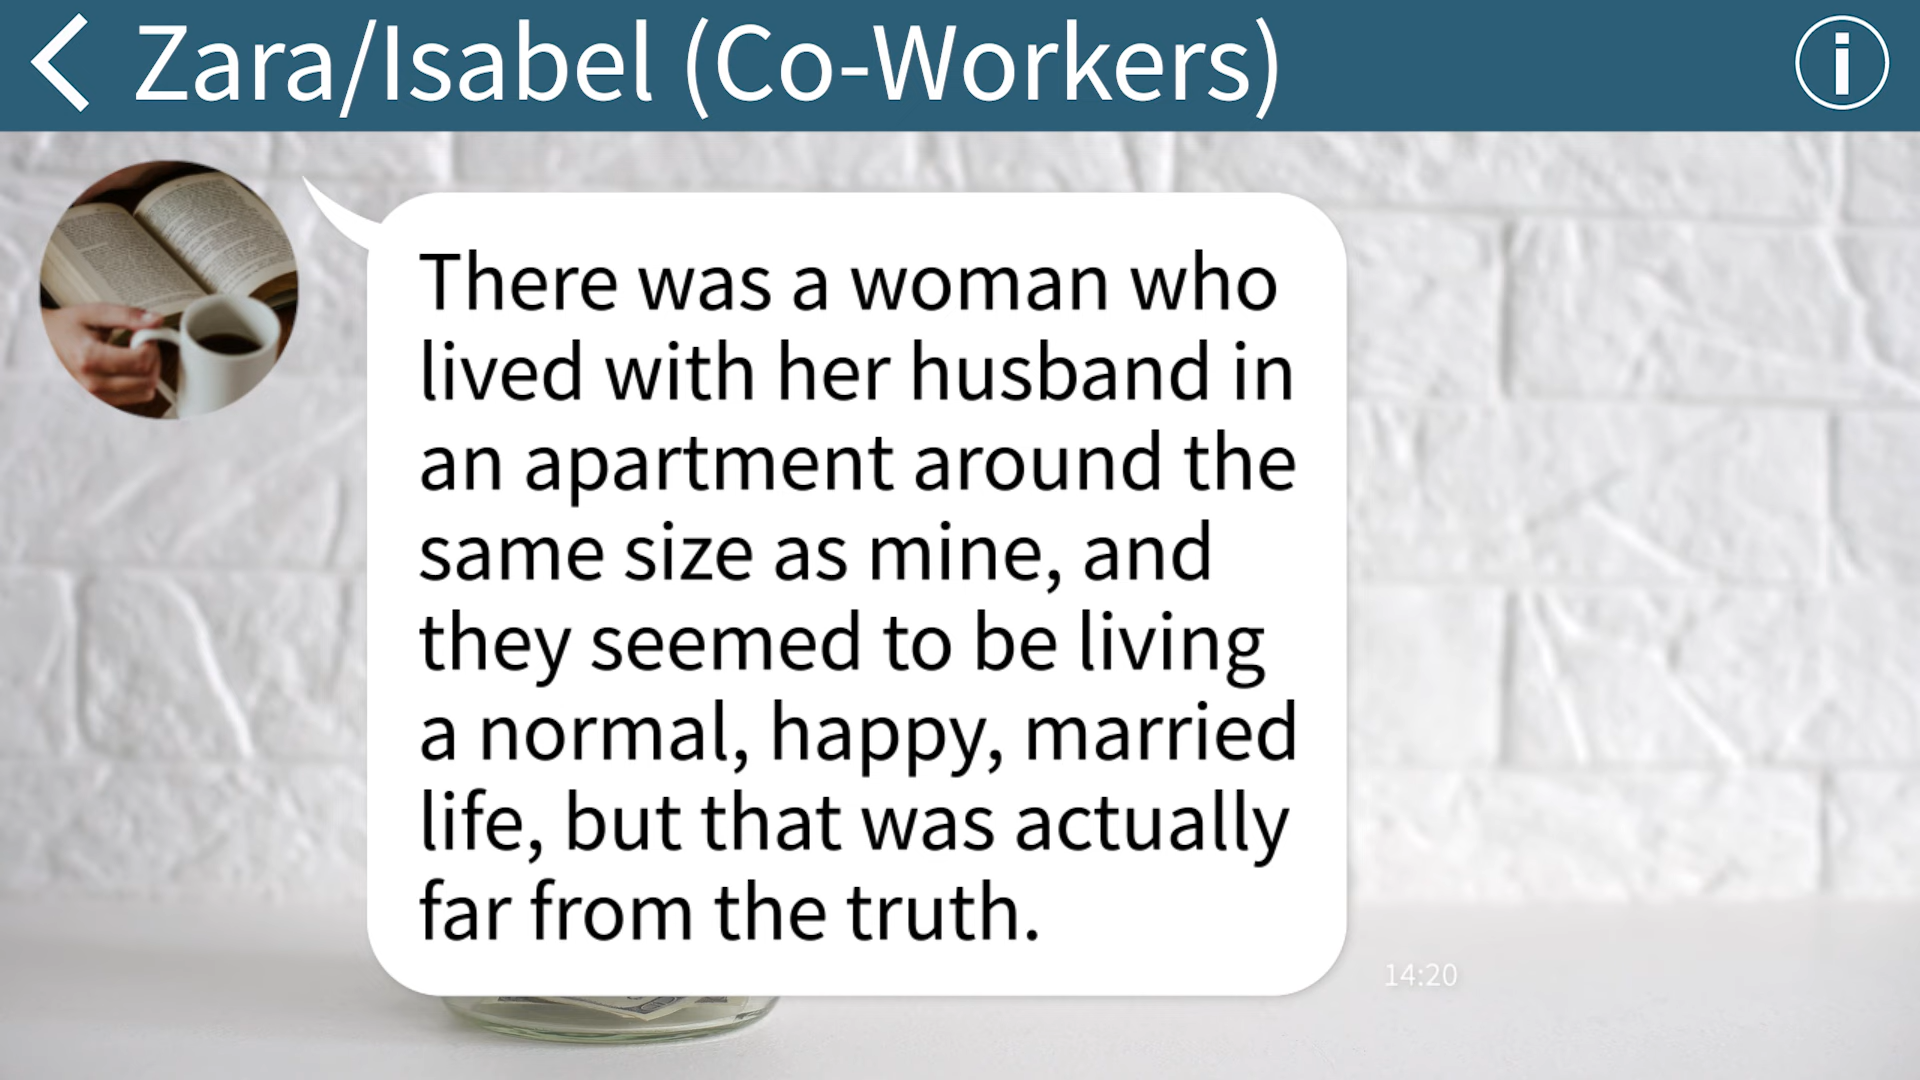 Zara/Isabel (Co-Workers)
There was a woman who
lived with her husband in
an apartment around the
same size as mine, and
they seemed to be living
a normal, happy, married
life, but that was actually
far from the truth.
14:20